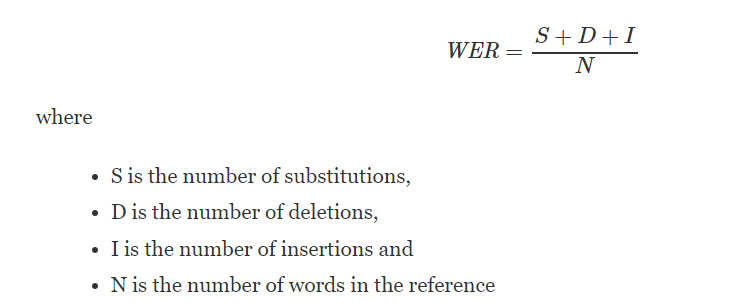 WER = S + D + I / N
where
• S is the number of substitutions,
• D is the number of deletions,
• I is the number of insertions and
• N is the number of words in the reference